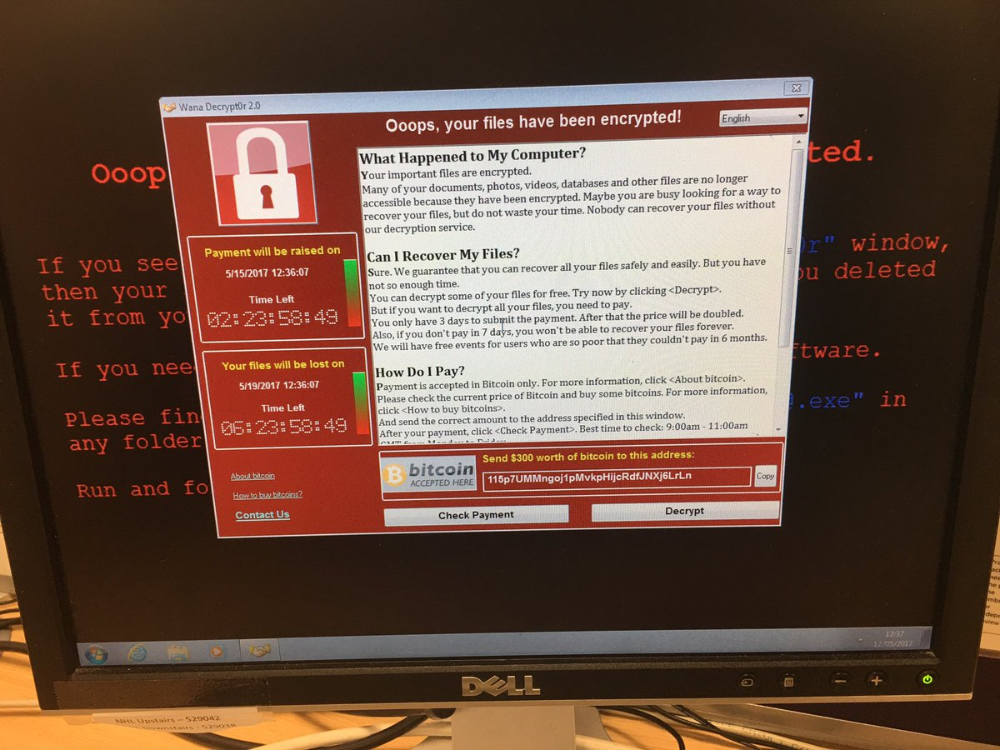 Wana Decrypt0r 2.0
Ooops, your files have been encrypted!
English
What Happened to My Computer?
Your important files are encrypted.
Many of your documents, photos, videos, databases and other files are no longer
accessible because they have been encrypted. Maybe you are busy looking for a way to
recover your files, but do not waste your time. Nobody can recover your files without
our decryption service.
Can I Recover My Files?
Sure. We guarantee that you can recover all your files safely and easily. But you have
not so enough time.
You can decrypt some of your files for free. Try now by clicking <Decrypt>.
But if you want to decrypt all your files, you need to pay.
You only have 3 days to submit the payment. After that the price will be doubled.
Also, if you don't pay in 7 days, you won't be able to recover your files forever.
We will have free events for users who are so poor that they couldn't pay in 6 months.
How Do I Pay?
Payment is accepted in Bitcoin only. For more information, click <About bitcoin>.
Please check the current price of Bitcoin and buy some bitcoins. For more information,
click <How to buy bitcoins>.
And send the correct amount to the address specified in this window.
After your payment, click <Check Payment>. Best time to check: 9:00am - 11:00am
GMT from Monday to Friday
Payment will be raised on
5/15/2017 12:36:07
Time Left
02:23:58:49
Your files will be lost on
5/19/2017 12:36:07
Time Left
06:23:58:49
About bitcoin
How to buy bitcoins?
Contact Us
bitcoin
ACCEPTED HERE
Send $300 worth of bitcoin to this address:
115p7UMMngoj1pMvkpHijcRdfJNXj6LrLn
Copy
Check Payment
Decrypt
Ooop ted.
If you see 0r" window,
then your ou deleted
it from yo
If you nee ftware.
Please fin .exe" in
any folder
Run and fo
12:37
12/05/2017
DELL
NHL Upstairs – 529042
Downstairs - 529038